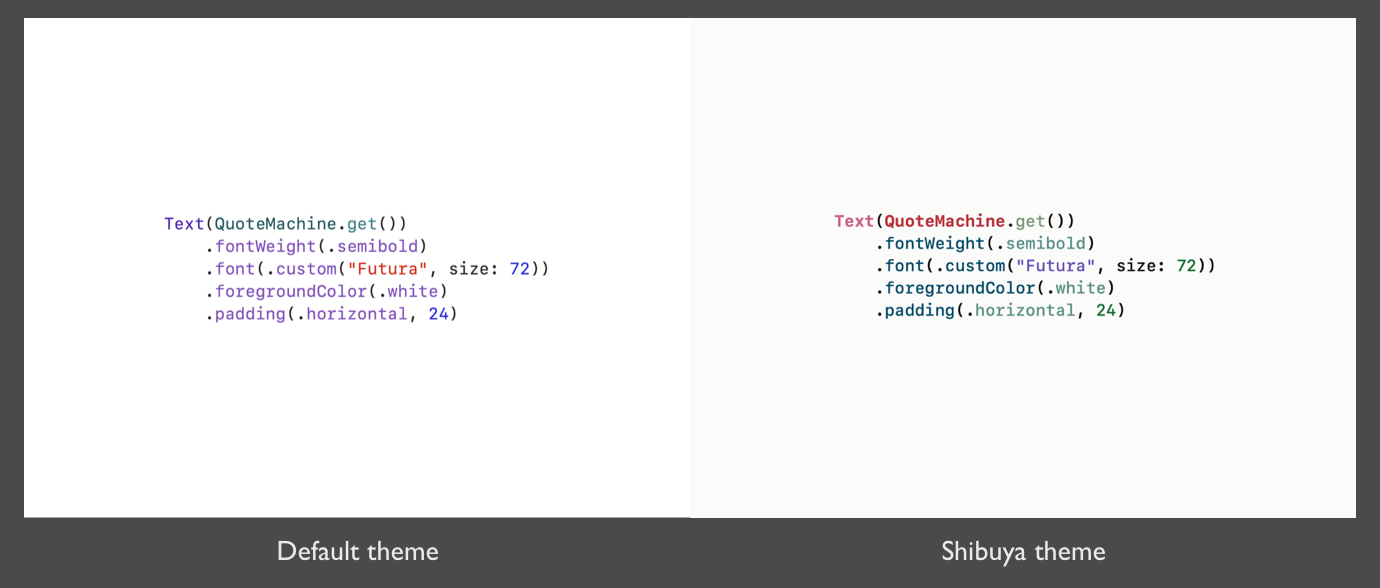 Text(QuoteMachine.get())
    .fontWeight(.semibold)
    .font(.custom("Futura", size: 72))
    .foregroundColor(.white)
    .padding(.horizontal, 24)
Text(QuoteMachine.get())
    .fontWeight(.semibold)
    .font(.custom("Futura", size: 72))
    .foregroundColor(.white)
    .padding(.horizontal, 24)
Default theme
Shibuya theme